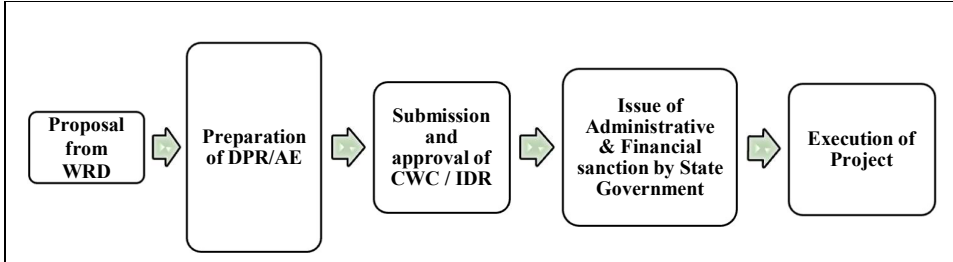 Proposal
from
WRD
Preparation
of DPR/AE
Submission
and
approval of
CWC / IDR
Issue of
Administrative
& Financial
sanction by State
Government
Execution of
Project